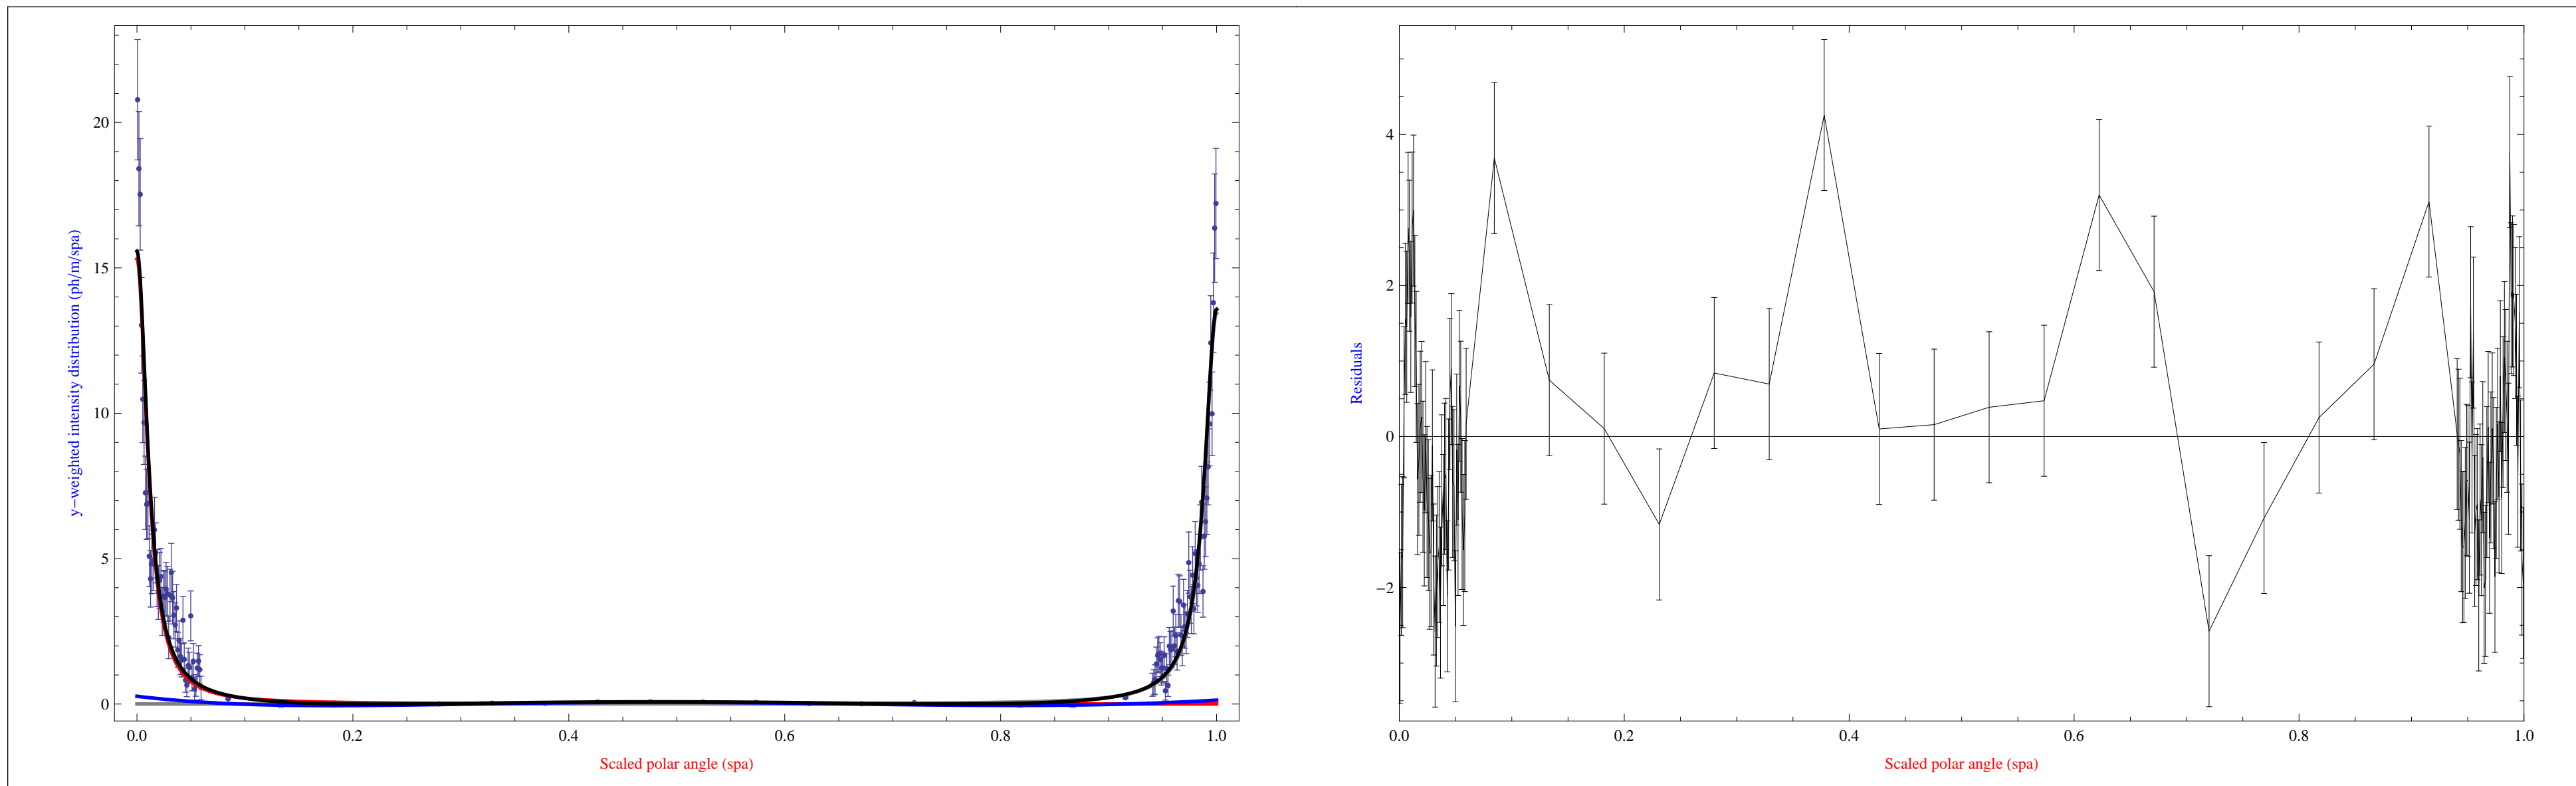 y-weighted intensity distribution (ph/m/spa)
20
15
10
5
0
0.0 0.2 0.4 0.6 0.8 1.0
Scaled polar angle (spa)
Residuals
4
2
0
−2
0.0 0.2 0.4 0.6 0.8 1.0
Scaled polar angle (spa)